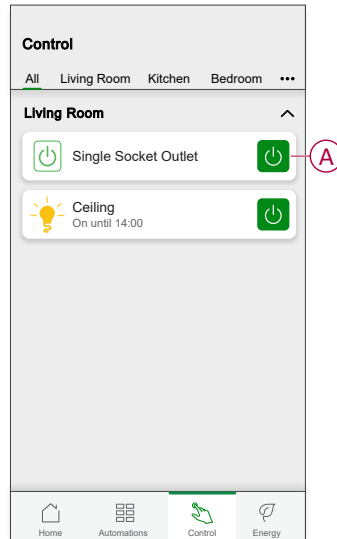 Control
All Living Room Kitchen Bedroom •••
Living Room
Single Socket Outlet
A
Ceiling
On until 14:00
Home Automations Control Energy